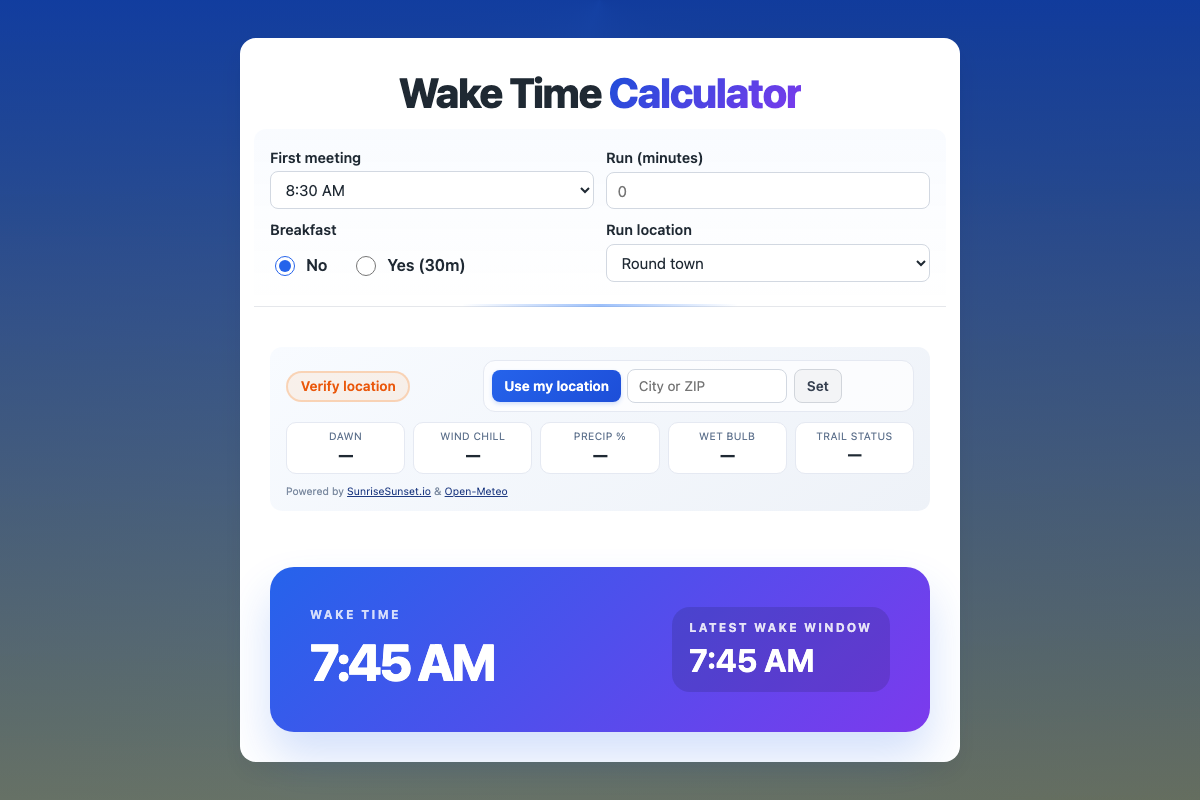 Wake Time Calculator
First meeting
8:30 AM
Run (minutes)
0
Breakfast
No
Yes (30m)
Run location
Round town
Verify location
Use my location
City or ZIP
Set
DAWN
—
WIND CHILL
—
PRECIP %
—
WET BULB
—
TRAIL STATUS
—
Powered by SunriseSunset.io & Open-Meteo
WAKE TIME
7:45 AM
LATEST WAKE WINDOW
7:45 AM